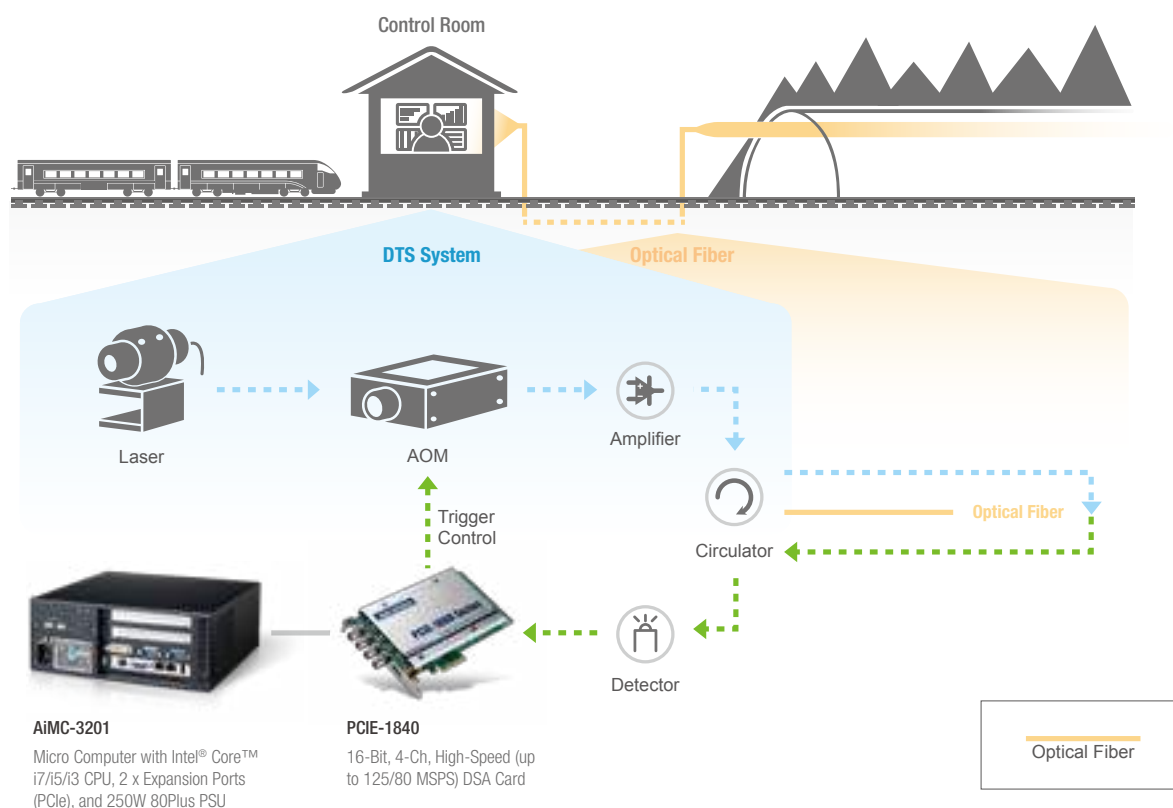 Control Room
DTS System
Optical Fiber
Laser
AOM
Amplifier
Trigger
Control
Circulator
Optical Fiber
Detector
AiMC-3201
Micro Computer with Intel® Core™
i7/i5/i3 CPU, 2 x Expansion Ports
(PCIe), and 250W 80Plus PSU
PCIE-1840
16-Bit, 4-Ch, High-Speed (up
to 125/80 MSPS) DSA Card
Optical Fiber